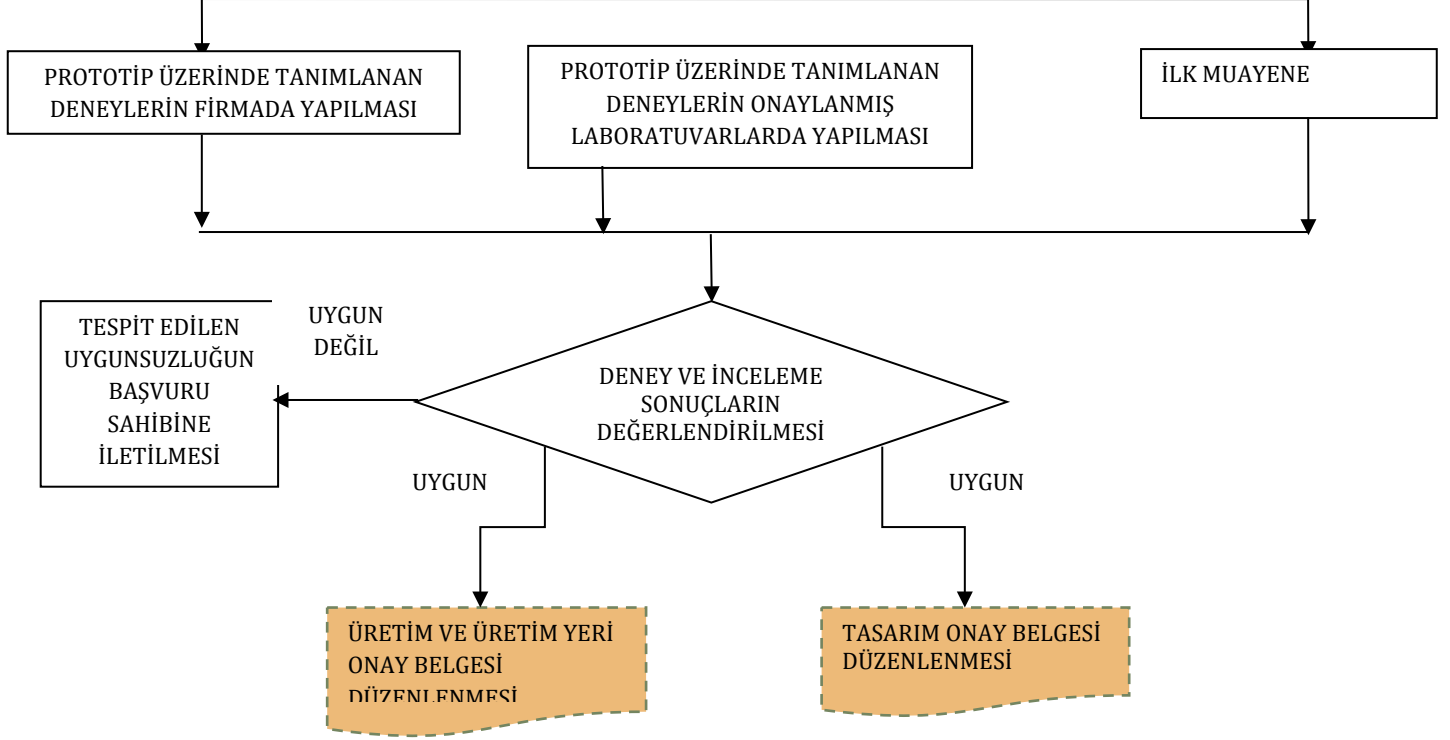 PROTOTİP ÜZERİNDE TANIMLANAN
DENEYLERİN FİRMADA YAPILMASI
PROTOTİP ÜZERİNDE TANIMLANAN
DENEYLERİN ONAYLANMIŞ
LABORATUVARLARDA YAPILMASI
İLK MUAYENE
TESPİT EDİLEN
UYGUNSUZLUĞUN
BAŞVURU
SAHİBİNE
İLETİLMESİ
UYGUN
DEĞİL
DENEY VE İNCELEME
SONUÇLARIN
DEĞERLENDİRİLMESİ
UYGUN
UYGUN
ÜRETİM VE ÜRETİM YERİ
ONAY BELGESİ
DÜZENLENMESİ
TASARIM ONAY BELGESİ
DÜZENLENMESİ